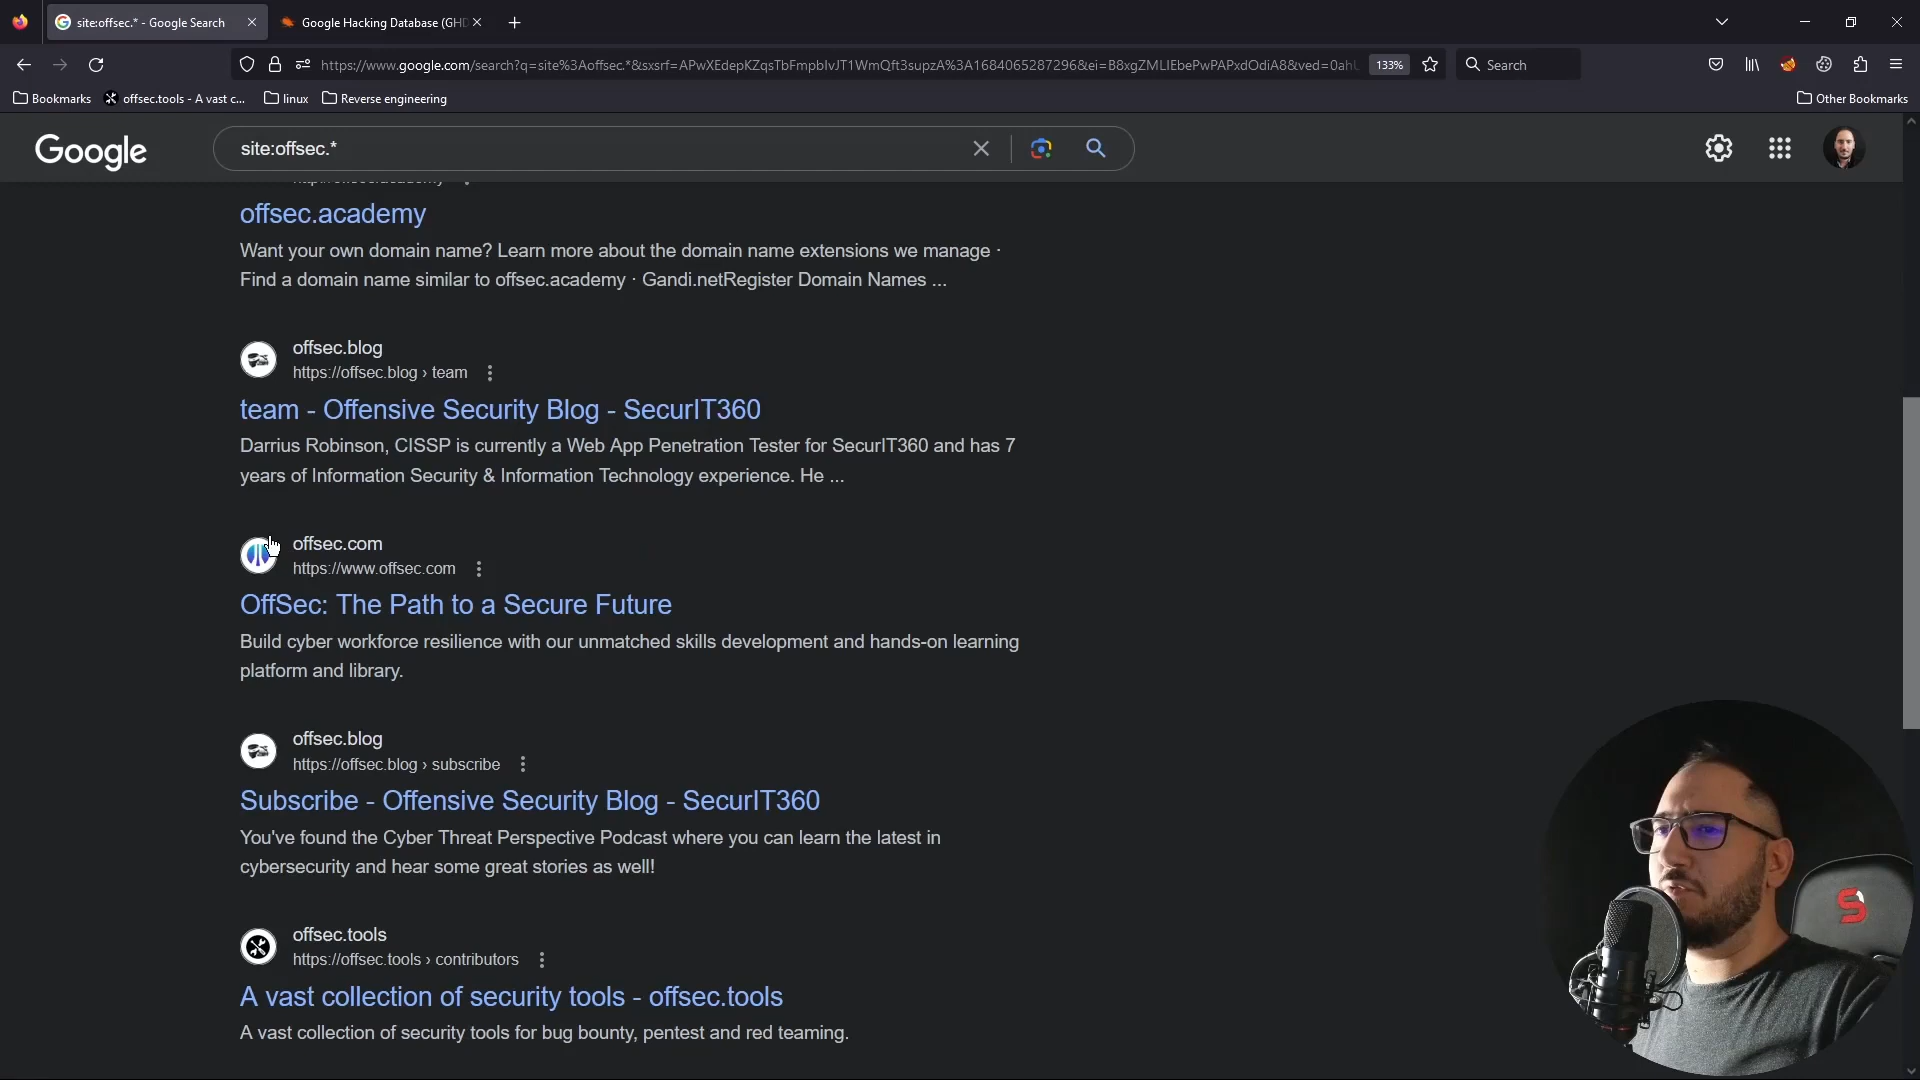 site:offsec.* - Google Search
Google Hacking Database (GHD
https://www.google.com/search?q=site%3Aoffsec.*&sxsrf=APwXEdepKZqsTbFmpbIvJT1WmQft3supzA%3A1684065287296&ei=B8xgZMLIEbePwPAPxdOdiA8&ved=0ahU
133%
Search
Bookmarks
offsec.tools - A vast c...
linux
Reverse engineering
Other Bookmarks
Google
site:offsec.*
offsec.academy
Want your own domain name? Learn more about the domain name extensions we manage ·
Find a domain name similar to offsec.academy · Gandi.netRegister Domain Names ...
offsec.blog
https://offsec.blog › team
team - Offensive Security Blog - SecurIT360
Darrius Robinson, CISSP is currently a Web App Penetration Tester for SecurIT360 and has 7
years of Information Security & Information Technology experience. He ...
offsec.com
https://www.offsec.com
OffSec: The Path to a Secure Future
Build cyber workforce resilience with our unmatched skills development and hands-on learning
platform and library.
offsec.blog
https://offsec.blog › subscribe
Subscribe - Offensive Security Blog - SecurIT360
You've found the Cyber Threat Perspective Podcast where you can learn the latest in
cybersecurity and hear some great stories as well!
offsec.tools
https://offsec.tools › contributors
A vast collection of security tools - offsec.tools
A vast collection of security tools for bug bounty, pentest and red teaming.